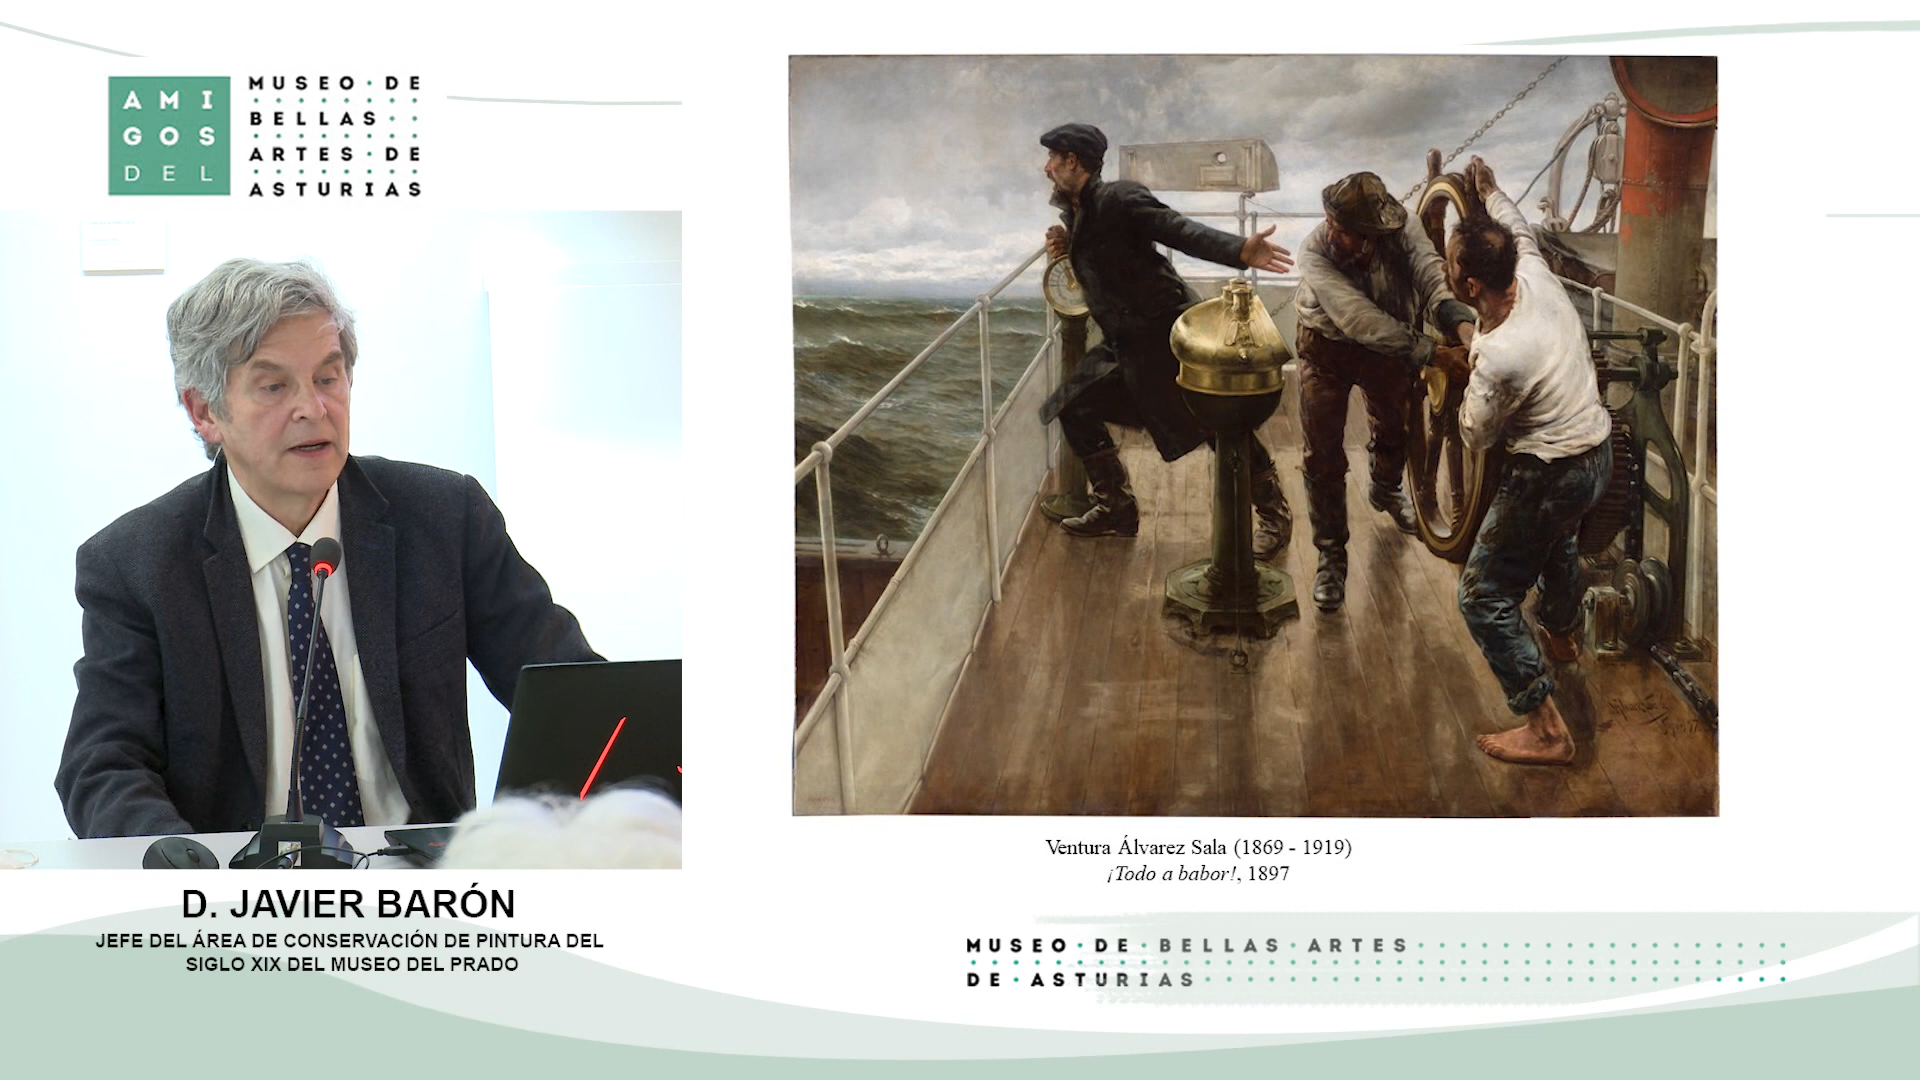 AMI
GOS
DEL
MUSEO·DE
BELLAS
ARTES·DE
ASTURIAS
Ventura Álvarez Sala (1869 - 1919)
¡Todo a babor!, 1897
D. JAVIER BARÓN
JEFE DEL ÁREA DE CONSERVACIÓN DE PINTURA DEL
SIGLO XIX DEL MUSEO DEL PRADO
MUSEO·DE·BELLAS·ARTES
DE·ASTURIAS